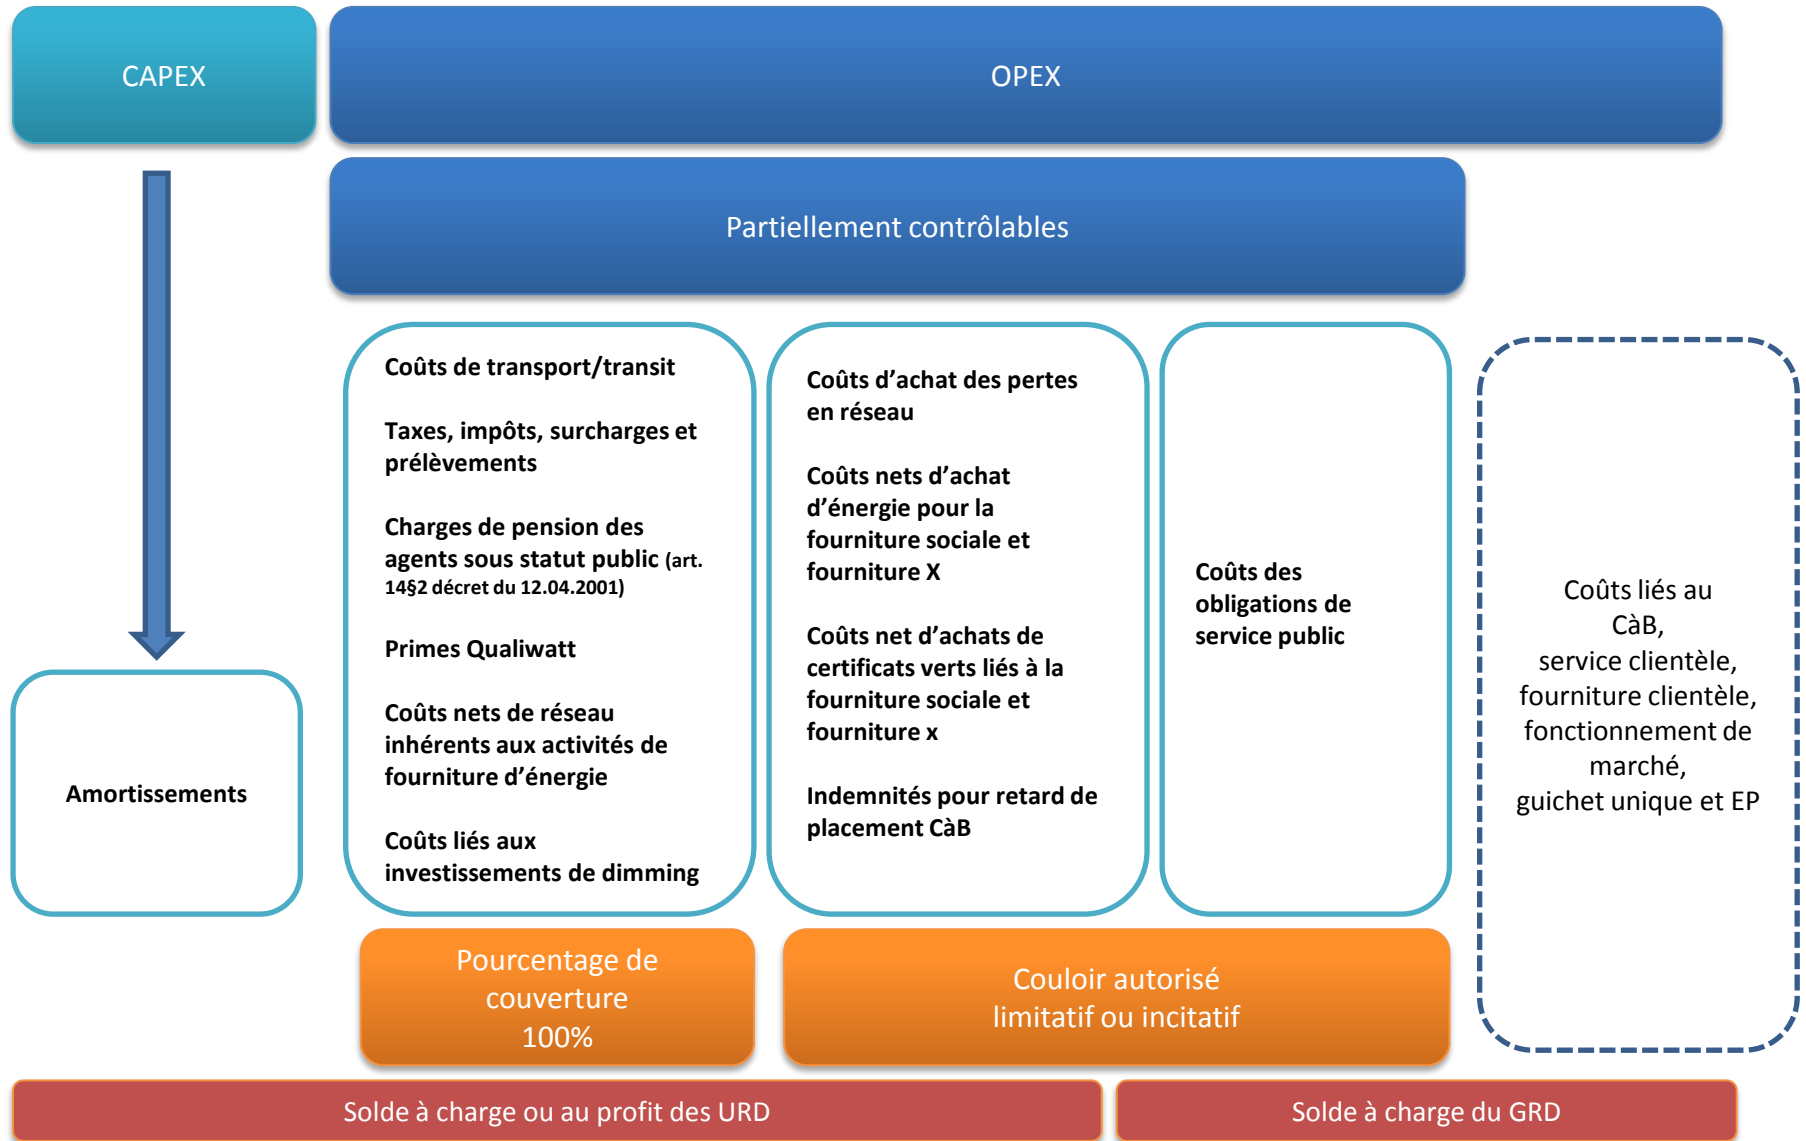 CAPEX
OPEX
Partiellement contrôlables
Coûts de transport/transit
Taxes, impôts, surcharges et
prélèvements
Charges de pension des
agents sous statut public (art.
14§2 décret du 12.04.2001)
Primes Qualiwatt
Coûts nets de réseau
inhérents aux activités de
fourniture d’énergie
Coûts liés aux
investissements de dimming
Coûts d’achat des pertes
en réseau
Coûts nets d’achat
d’énergie pour la
fourniture sociale et
fourniture X
Coûts net d’achats de
certificats verts liés à la
fourniture sociale et
fourniture x
Indemnités pour retard de
placement CàB
Coûts des
obligations de
service public
Coûts liés au
CàB,
service clientèle,
fourniture clientèle,
fonctionnement de
marché,
guichet unique et EP
Amortissements
Pourcentage de
couverture
100%
Couloir autorisé
limitatif ou incitatif
Solde à charge ou au profit des URD
Solde à charge du GRD